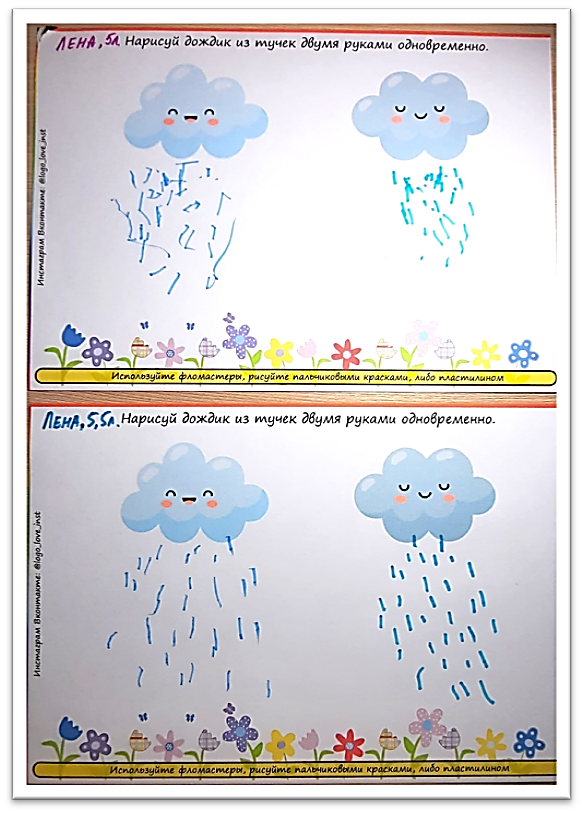 ЛЕНА, 5л. Нарисуй дождик из тучек двумя руками одновременно.
Инстаграм Вконтакте: @logo_love_inst
Используйте фломастеры, рисуйте пальчиковыми красками, либо пластилином
ЛЕНА, 5,5л. Нарисуй дождик из тучек двумя руками одновременно.
Инстаграм Вконтакте: @logo_love_inst
Используйте фломастеры, рисуйте пальчиковыми красками, либо пластилином